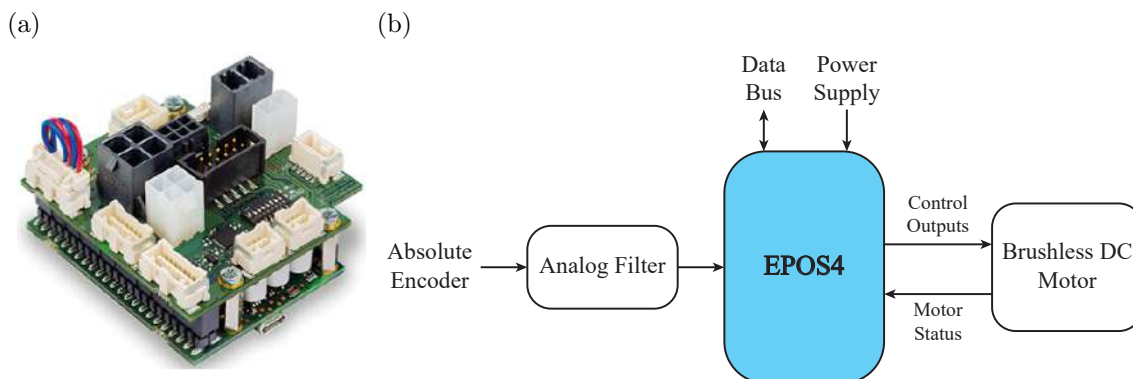 (a)
(b)
Data
Bus
Power
Supply
Absolute
Encoder
Analog Filter
EPOS4
Control
Outputs
Motor
Status
Brushless DC
Motor